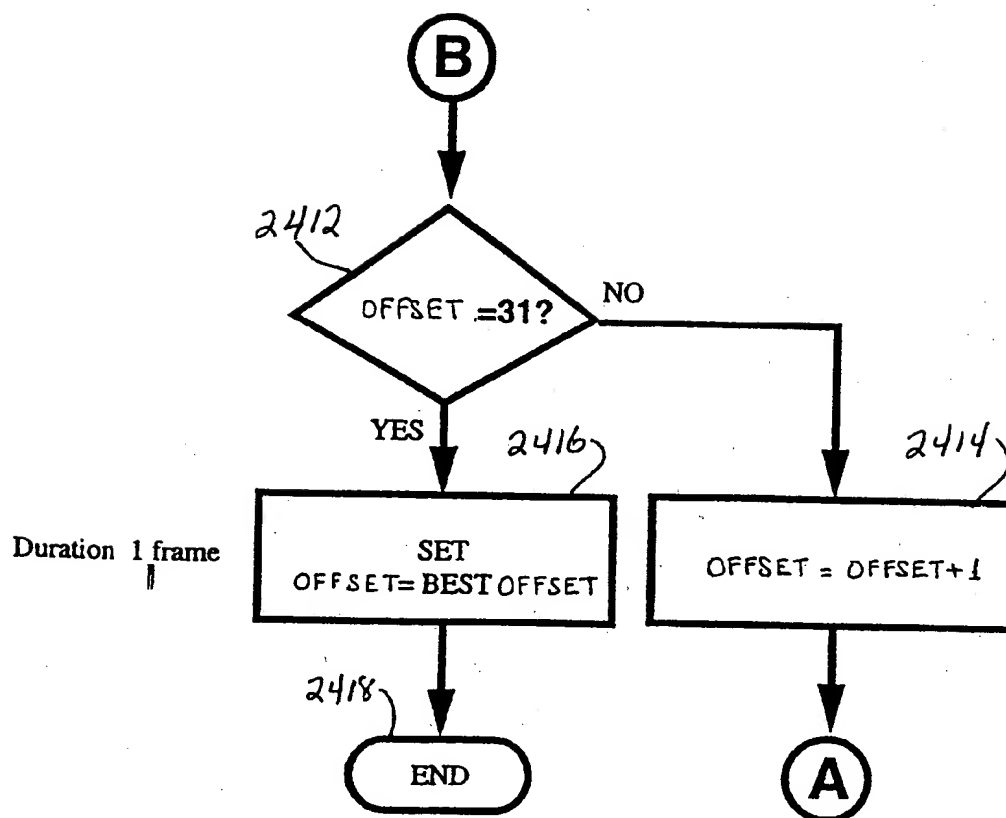 B
2412
OFFSET =31?
NO
YES
2416
2414
Duration 1 frame
SET
OFFSET=BEST OFFSET
OFFSET = OFFSET+1
2418
END
A